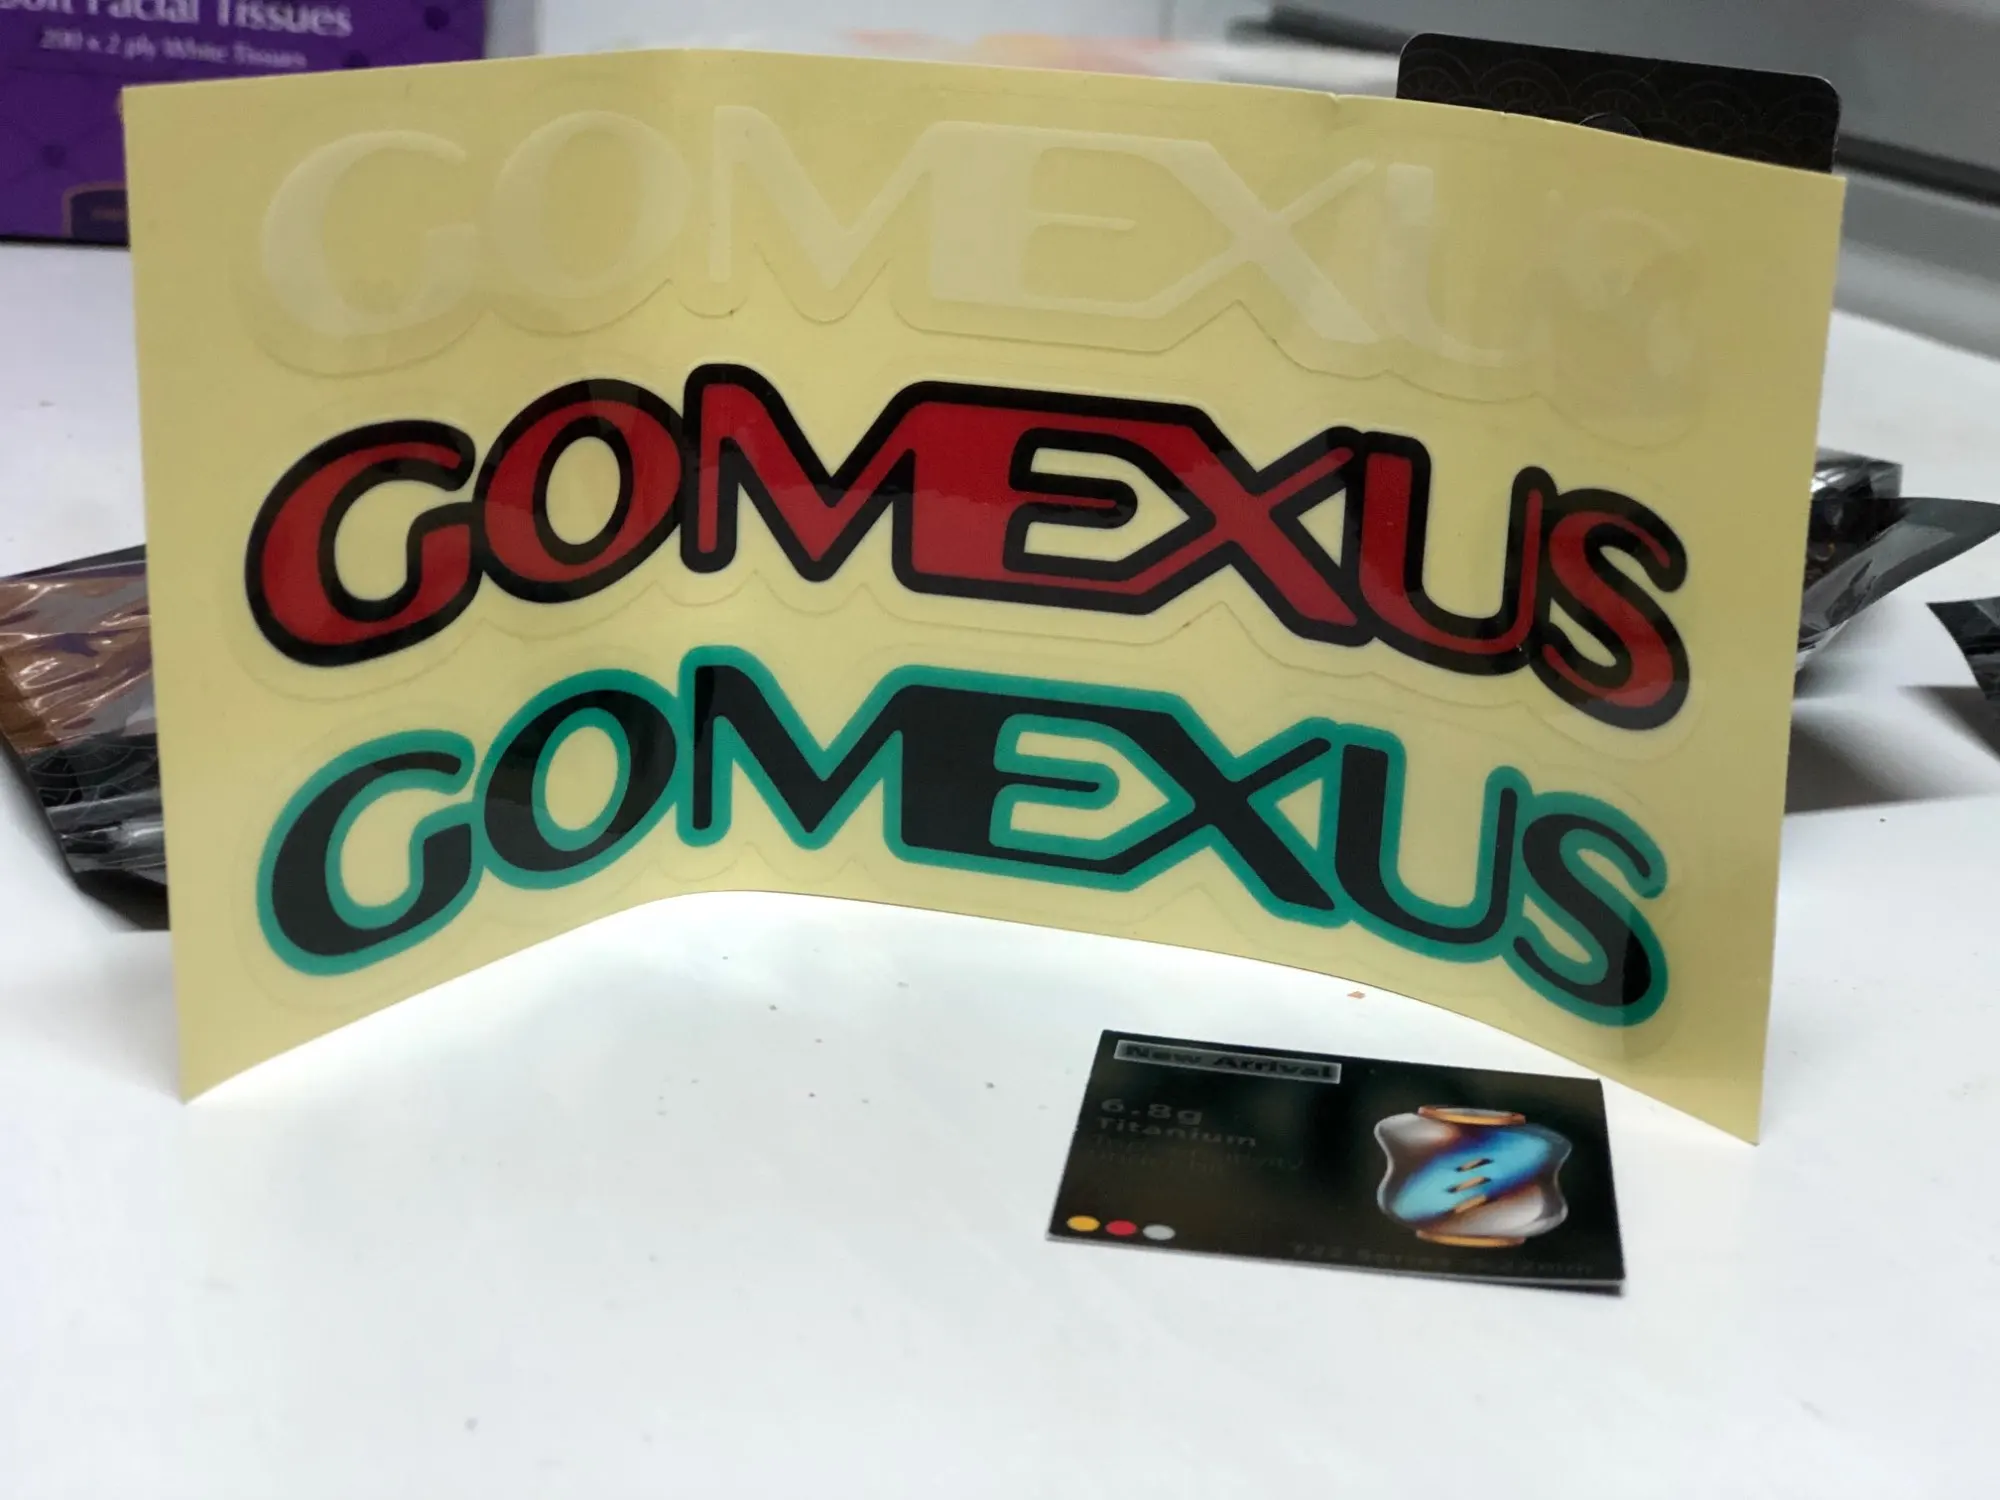 Soft Facial Tissues
200 x 2 ply White Tissues
GOMEXUS
GOMEXUS
GOMEXUS
New Arrival
6.8g
Titanium